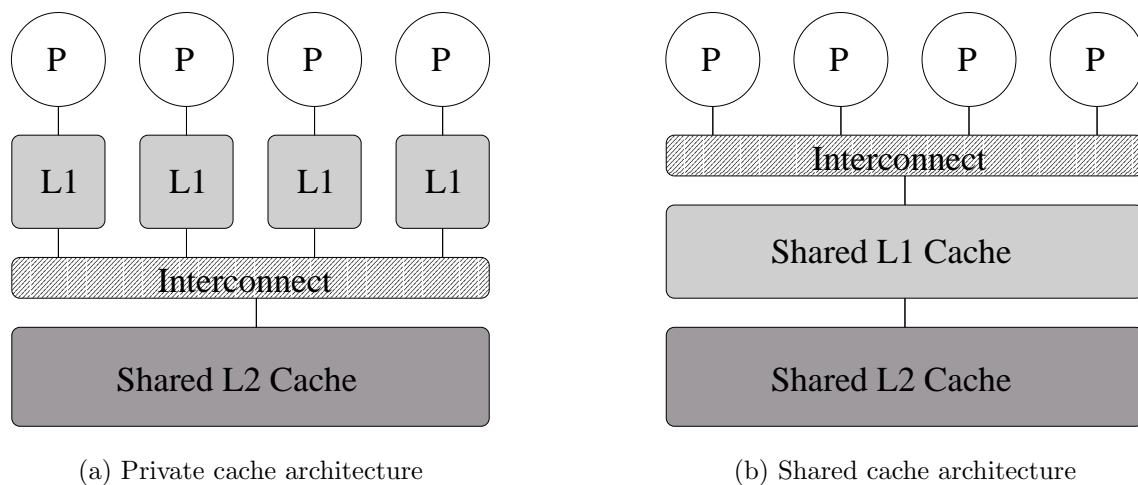 P P P P
L1 L1 L1 L1
Interconnect
Shared L2 Cache
(a) Private cache architecture
P P P P
Interconnect
Shared L1 Cache
Shared L2 Cache
(b) Shared cache architecture